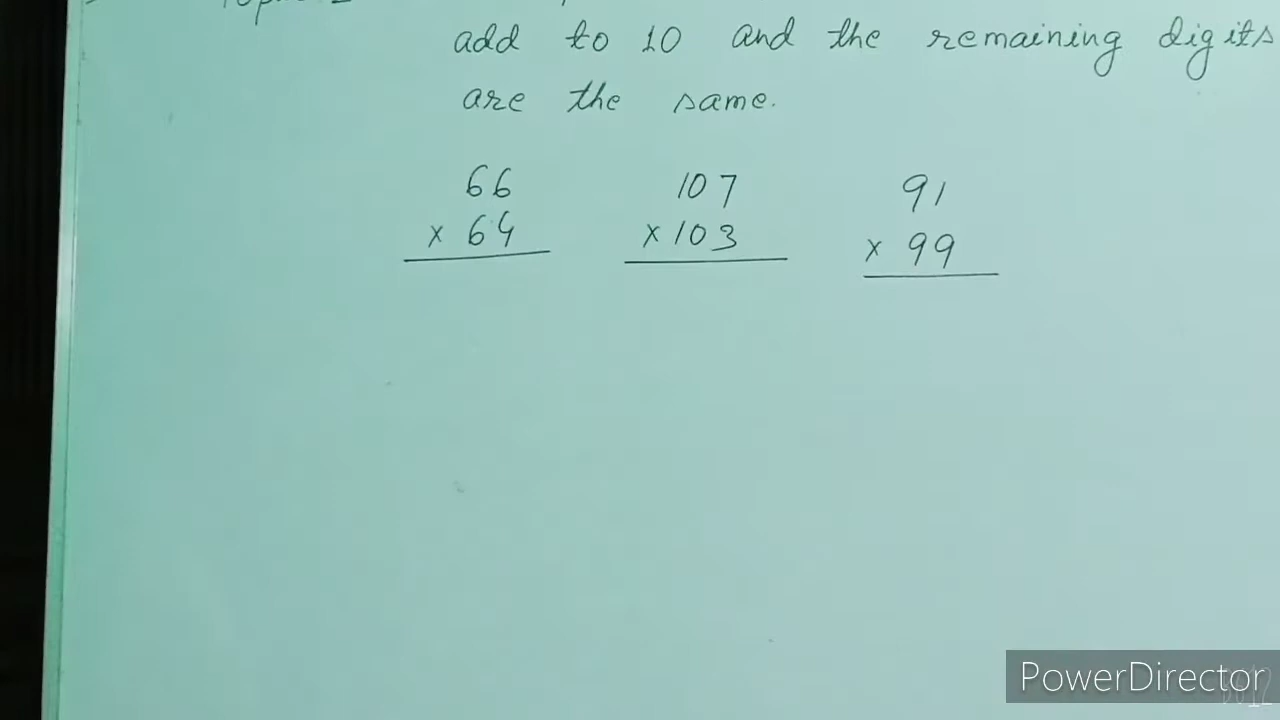 add to 10 and the remaining digits
are the same.
66 107 91
× 64 × 103 × 99
PowerDirector